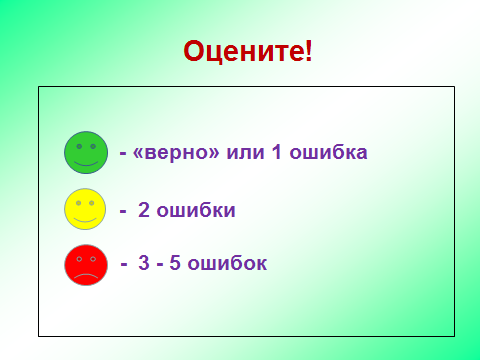 Оцените!
- «верно» или 1 ошибка
- 2 ошибки
- 3 - 5 ошибок